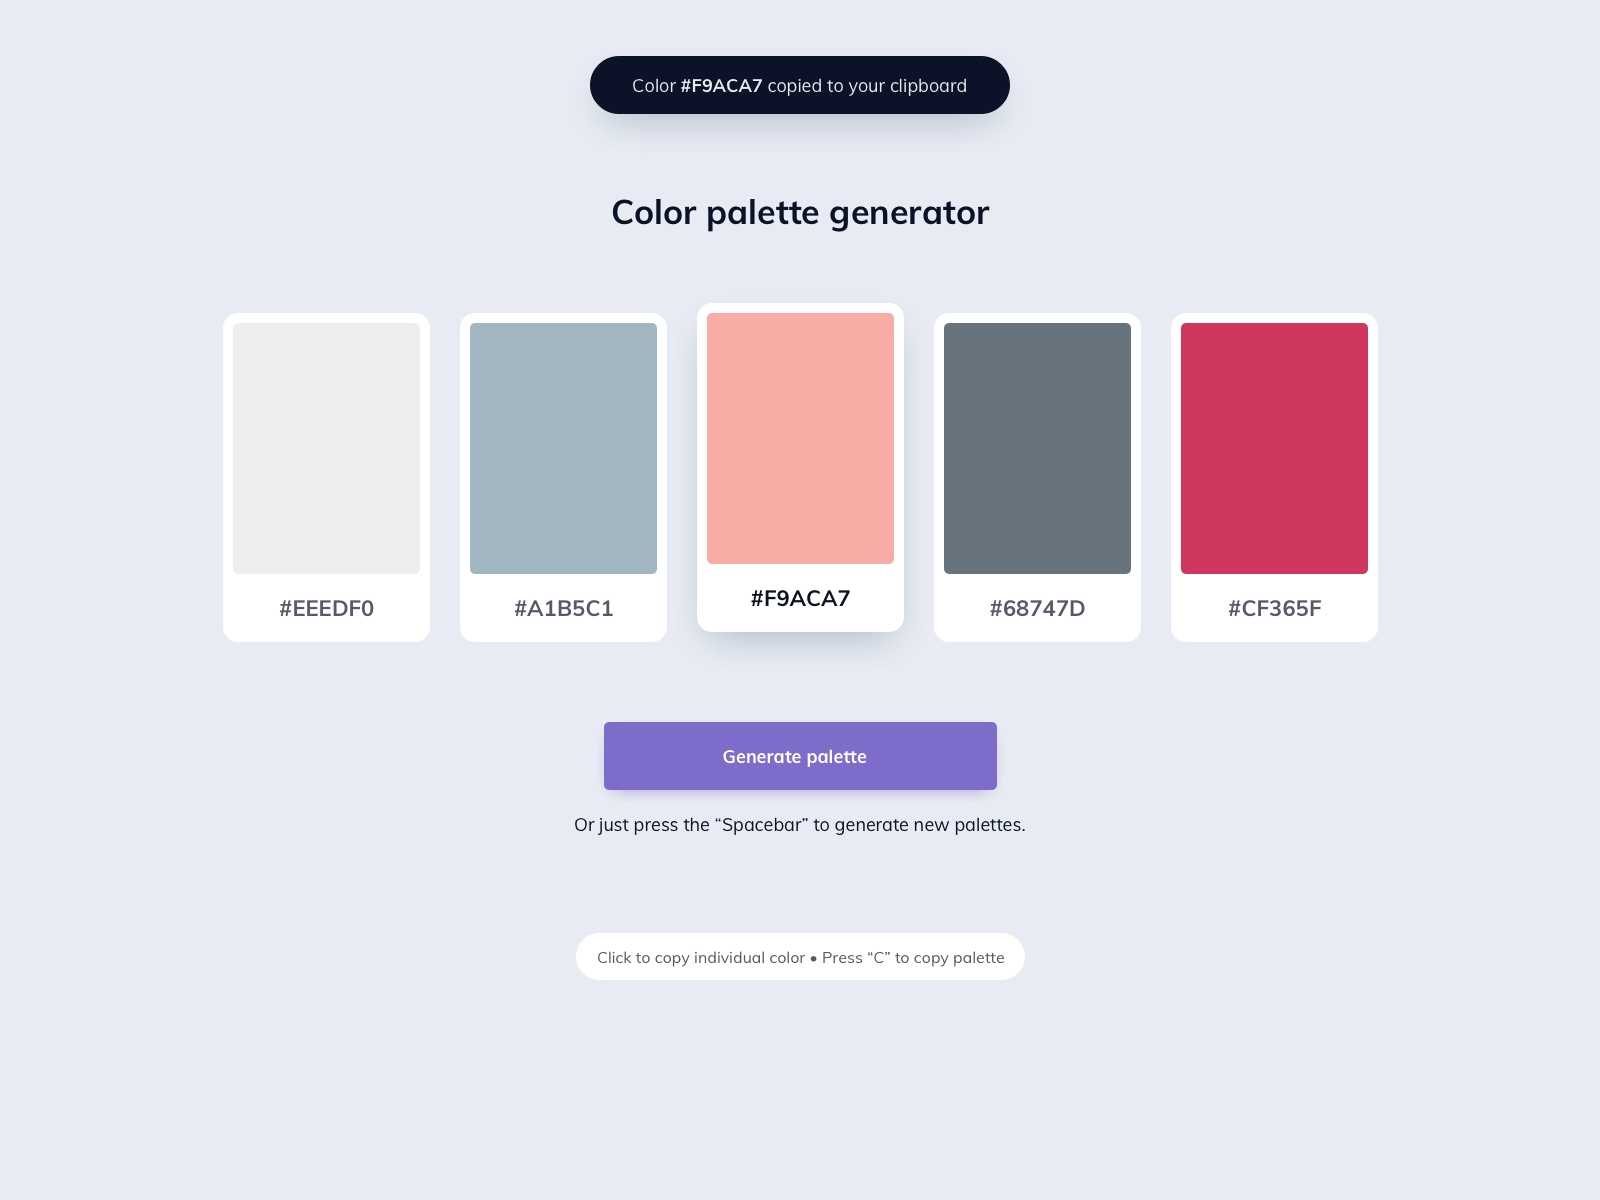 Color #F9ACA7 copied to your clipboard
Color palette generator
#EEEDF0
#A1B5C1
#F9ACA7
#68747D
#CF365F
Generate palette
Or just press the “Spacebar” to generate new palettes.
Click to copy individual color • Press “C” to copy palette